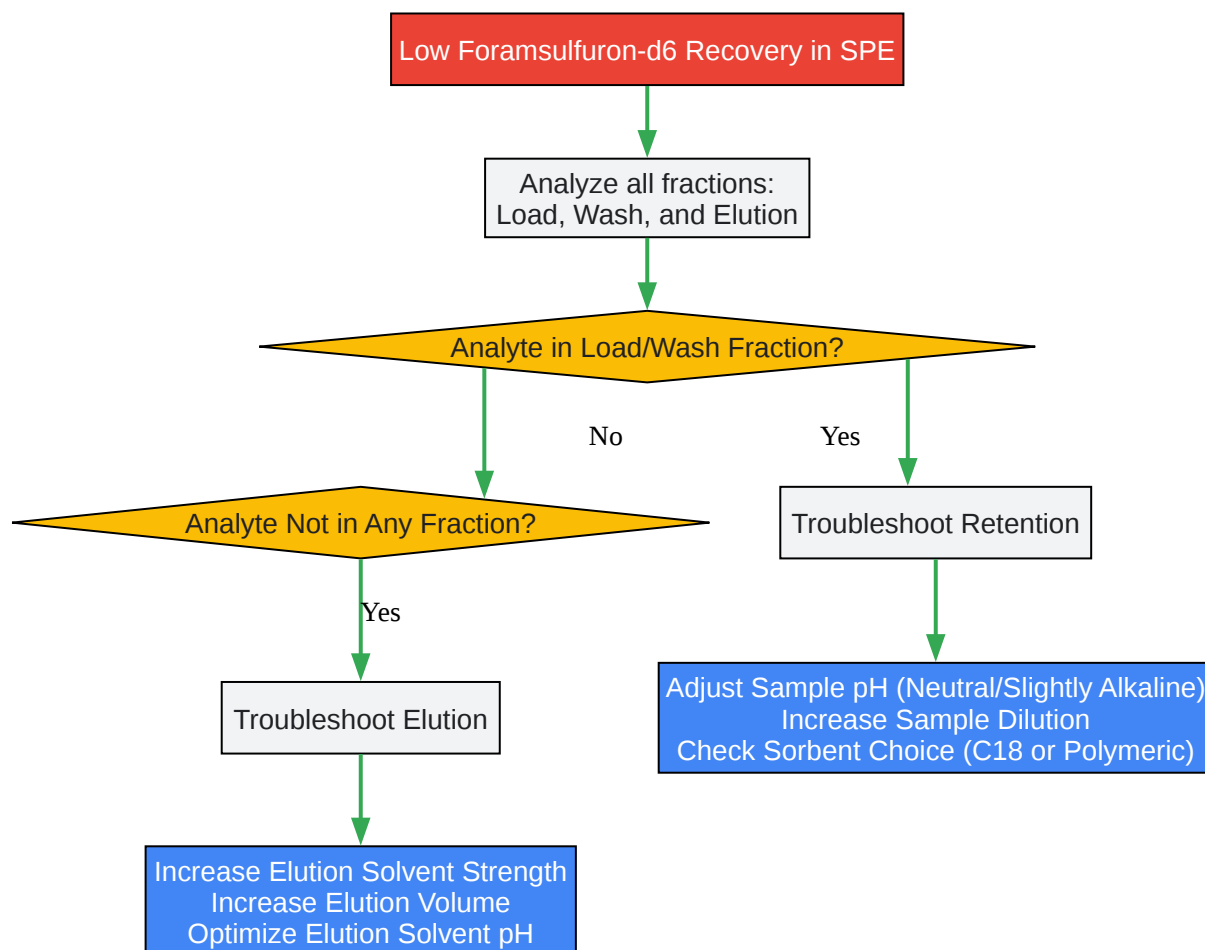 Low Foramsulfuron-d6 Recovery in SPE
Analyze all fractions:
Load, Wash, and Elution
Analyte in Load/Wash Fraction?
No
Yes
Analyte Not in Any Fraction?
Troubleshoot Retention
Yes
Adjust Sample pH (Neutral/Slightly Alkaline)
Increase Sample Dilution
Check Sorbent Choice (C18 or Polymeric)
Troubleshoot Elution
Increase Elution Solvent Strength
Increase Elution Volume
Optimize Elution Solvent pH